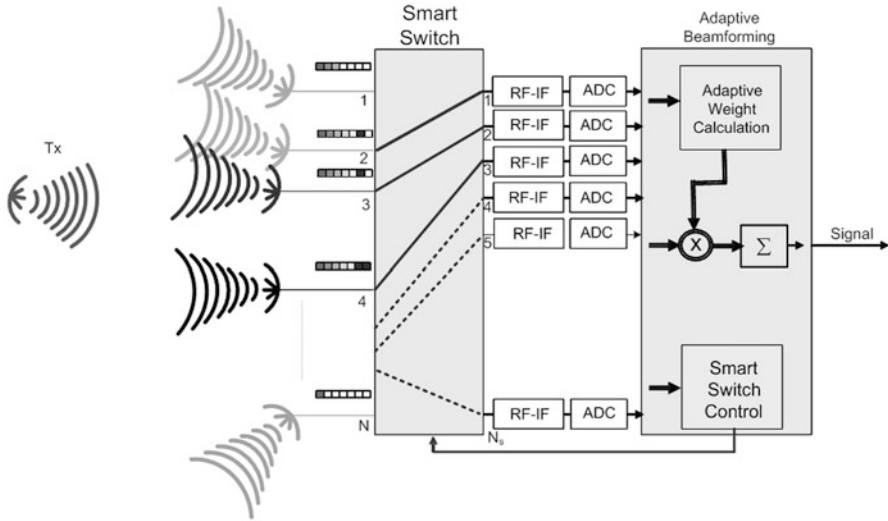 Smart
Switch
Adaptive
Beamforming
Tx
1
2
3
4
N
1
2
3
4
5
Nₛ
RF-IF ADC
RF-IF ADC
RF-IF ADC
RF-IF ADC
RF-IF ADC
RF-IF ADC
Adaptive
Weight
Calculation
X
Σ
Signal
Smart
Switch
Control